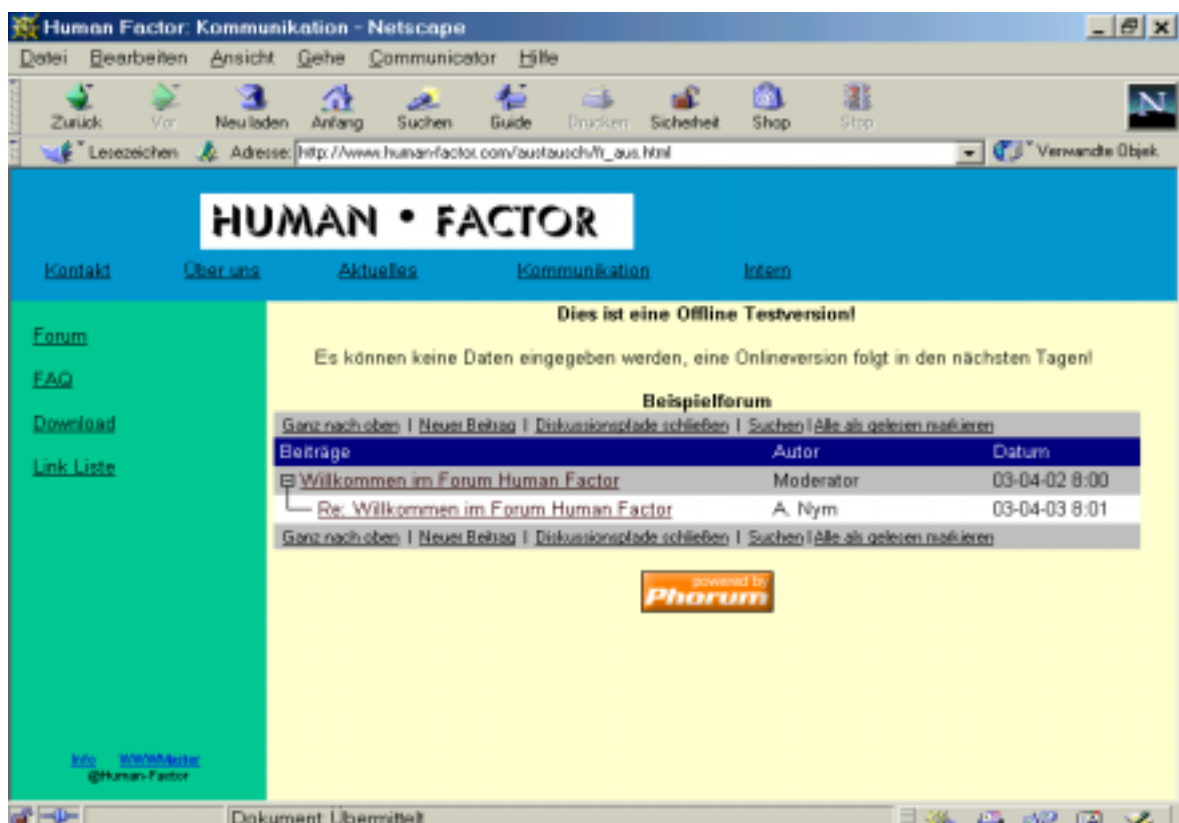 Human Factor: Kommunikation - Netscape
Datei Bearbeiten Ansicht Gehe Communicator Hilfe
Zurück Vor Neu laden Anfang Suchen Guide Drucken Sicherheit Shop Stop
N
Lesezeichen Adresse: http://www.human-factor.com/austausch/fr_aus.html Verwandte Objek
HUMAN • FACTOR
Kontakt Über uns Aktuelles Kommunikation Intern
Forum
FAQ
Download
Link Liste
Dies ist eine Offline Testversion!
Es können keine Daten eingegeben werden, eine Onlineversion folgt in den nächsten Tagen!
Beispielforum
Ganz nach oben | Neuer Beitrag | Diskussionsplade schließen | Suchen | Alle als gelesen markieren
Beiträge Autor Datum
Willkommen im Forum Human Factor Moderator 03-04-02 8:00
Re: Willkommen im Forum Human Factor A. Nym 03-04-03 8:01
Ganz nach oben | Neuer Beitrag | Diskussionsplade schließen | Suchen | Alle als gelesen markieren
powered by
Phorum
Info WWWMaster
@Human-Factor
Dokument: Übermittelt